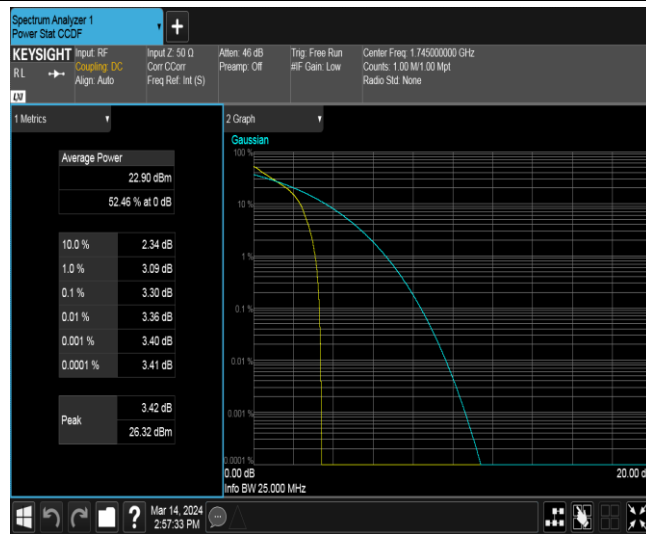 Spectrum Analyzer 1
Power Stat CCDF
+
KEYSIGHT
RL
LXI
Input: RF
Coupling: DC
Align: Auto
Input Z: 50 Ω
Corr CCorr
Freq Ref: Int (S)
Atten: 46 dB
Preamp: Off
Trig: Free Run
#IF Gain: Low
Center Freq: 1.745000000 GHz
Counts: 1.00 M/1.00 Mpt
Radio Std: None
1 Metrics
Average Power
22.90 dBm
52.46 % at 0 dB
10.0 % 2.34 dB
1.0 % 3.09 dB
0.1 % 3.30 dB
0.01 % 3.36 dB
0.001 % 3.40 dB
0.0001 % 3.41 dB
Peak
3.42 dB
26.32 dBm
2 Graph
Gaussian
100 %
10 %
1 %
0.1 %
0.01 %
0.001 %
0.0001 %
0.00 dB 20.00 d
Info BW 25.000 MHz
?
Mar 14, 2024
2:57:33 PM